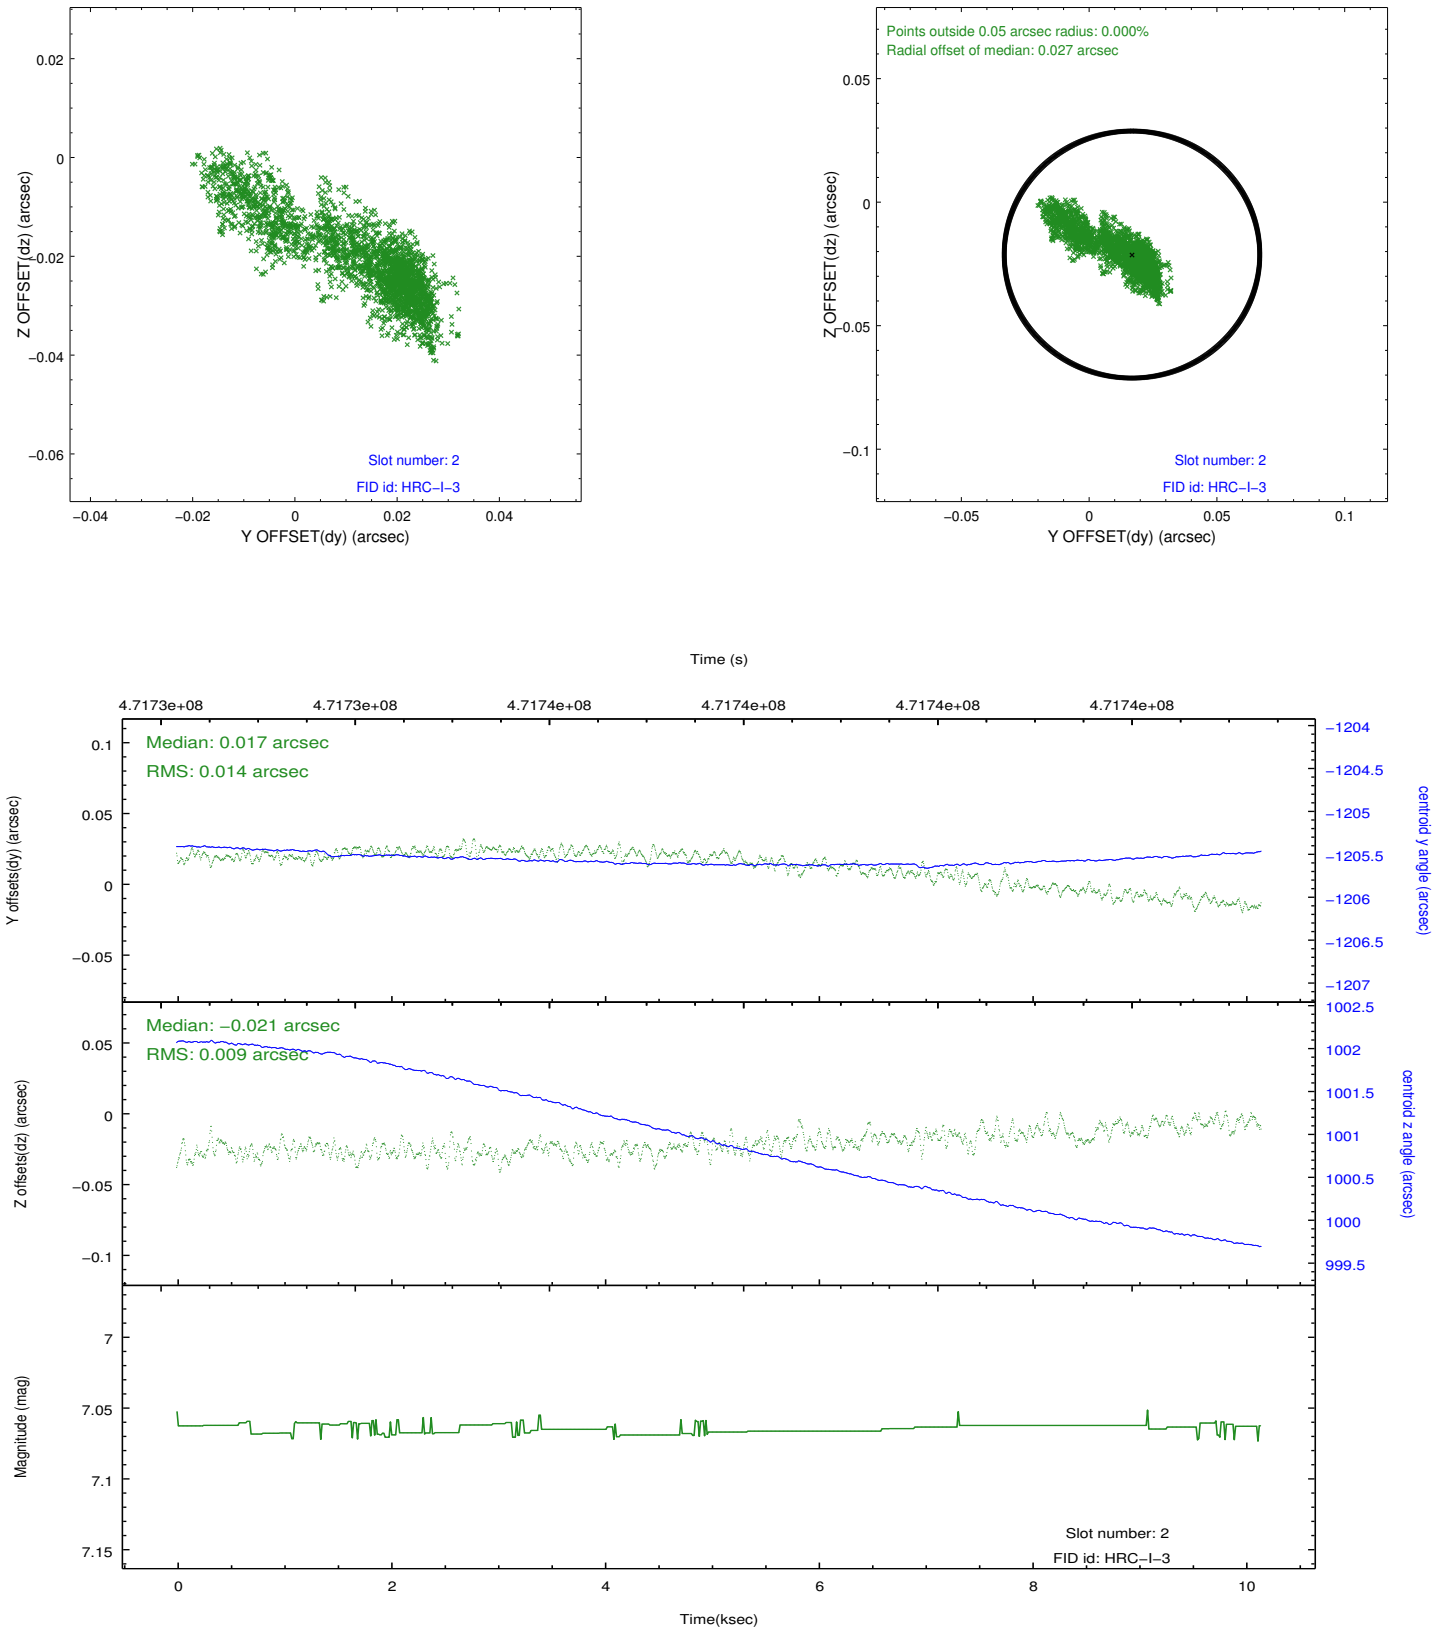 0.02
0
−0.02
−0.04
−0.06
Z OFFSET(dz) (arcsec)
Slot number: 2
FID id: HRC−I−3
−0.04
−0.02
0
0.02
0.04
Y OFFSET(dy) (arcsec)
Points outside 0.05 arcsec radius: 0.000%
Radial offset of median: 0.027 arcsec
0.05
0
−0.05
−0.1
Z OFFSET(dz) (arcsec)
Slot number: 2
FID id: HRC−I−3
−0.05
0
0.05
0.1
Y OFFSET(dy) (arcsec)
Time (s)
4.7173e+08
4.7173e+08
4.7174e+08
4.7174e+08
4.7174e+08
4.7174e+08
Median: 0.017 arcsec
RMS: 0.014 arcsec
0.1
0.05
0
−0.05
Y offsets(dy) (arcsec)
−1204
−1204.5
−1205
−1205.5
−1206
−1206.5
−1207
centroid y angle (arcsec)
Median: −0.021 arcsec
RMS: 0.009 arcsec
0.05
0
−0.05
−0.1
Z offsets(dz) (arcsec)
1002.5
1002
1001.5
1001
1000.5
1000
999.5
centroid z angle (arcsec)
7
7.05
7.1
7.15
Magnitude (mag)
Slot number: 2
FID id: HRC−I−3
0
2
4
6
8
10
Time(ksec)